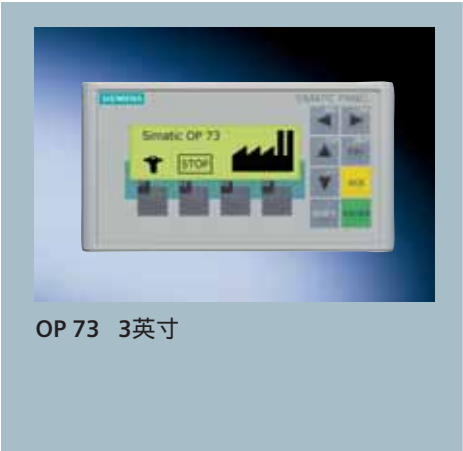 SIEMENS
SIMATIC PANEL
Simatic OP 73
STOP
ESC
ACK
SHIFT ENTER
OP 73 3英寸